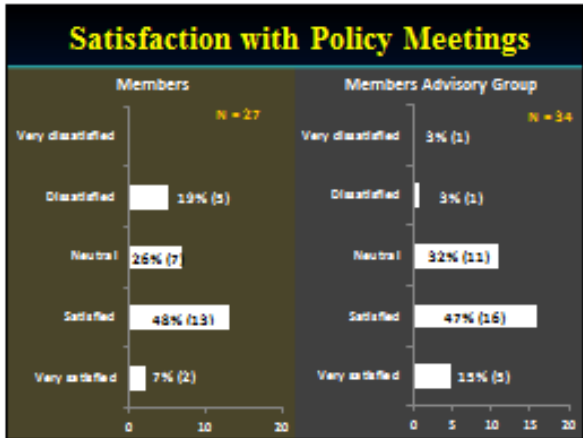 Satisfaction with Policy Meetings
Members
N = 27
Very dissatisfied
Dissatisfied
19% (5)
Neutral
26% (7)
Satisfied
48% (13)
Very satisfied
7% (2)
0 10 20
Members Advisory Group
N = 34
Very dissatisfied
3% (1)
Dissatisfied
3% (1)
Neutral
32% (11)
Satisfied
47% (16)
Very satisfied
15% (5)
0 5 10 15 20